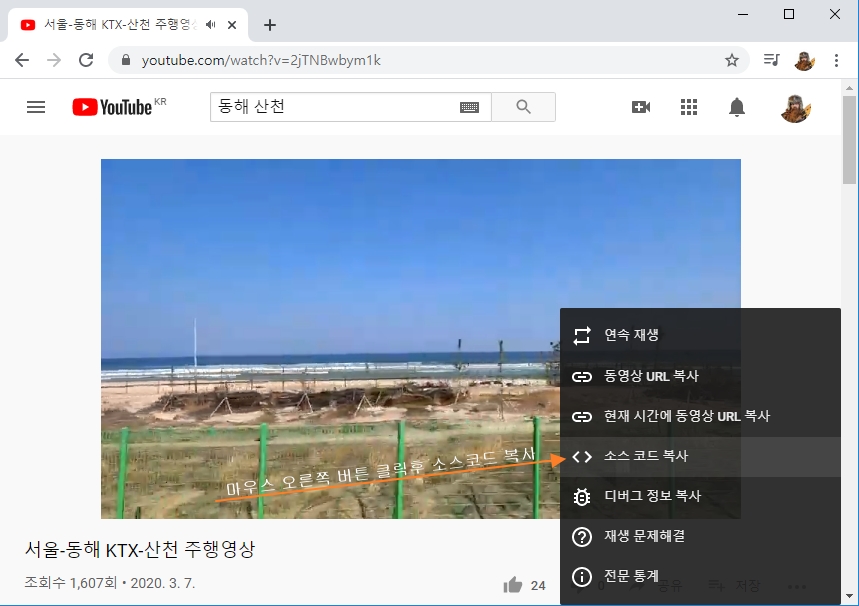 서울-동해 KTX-산천 주행영상
youtube.com/watch?v=2jTNBwbym1k
YouTube KR
동해 산천
연속 재생
동영상 URL 복사
현재 시간에 동영상 URL 복사
소스 코드 복사
디버그 정보 복사
재생 문제해결
전문 통계
마우스 오른쪽 버튼 클릭후 소스코드 복사
서울-동해 KTX-산천 주행영상
조회수 1,607회 • 2020. 3. 7.
24
0
공유
저장